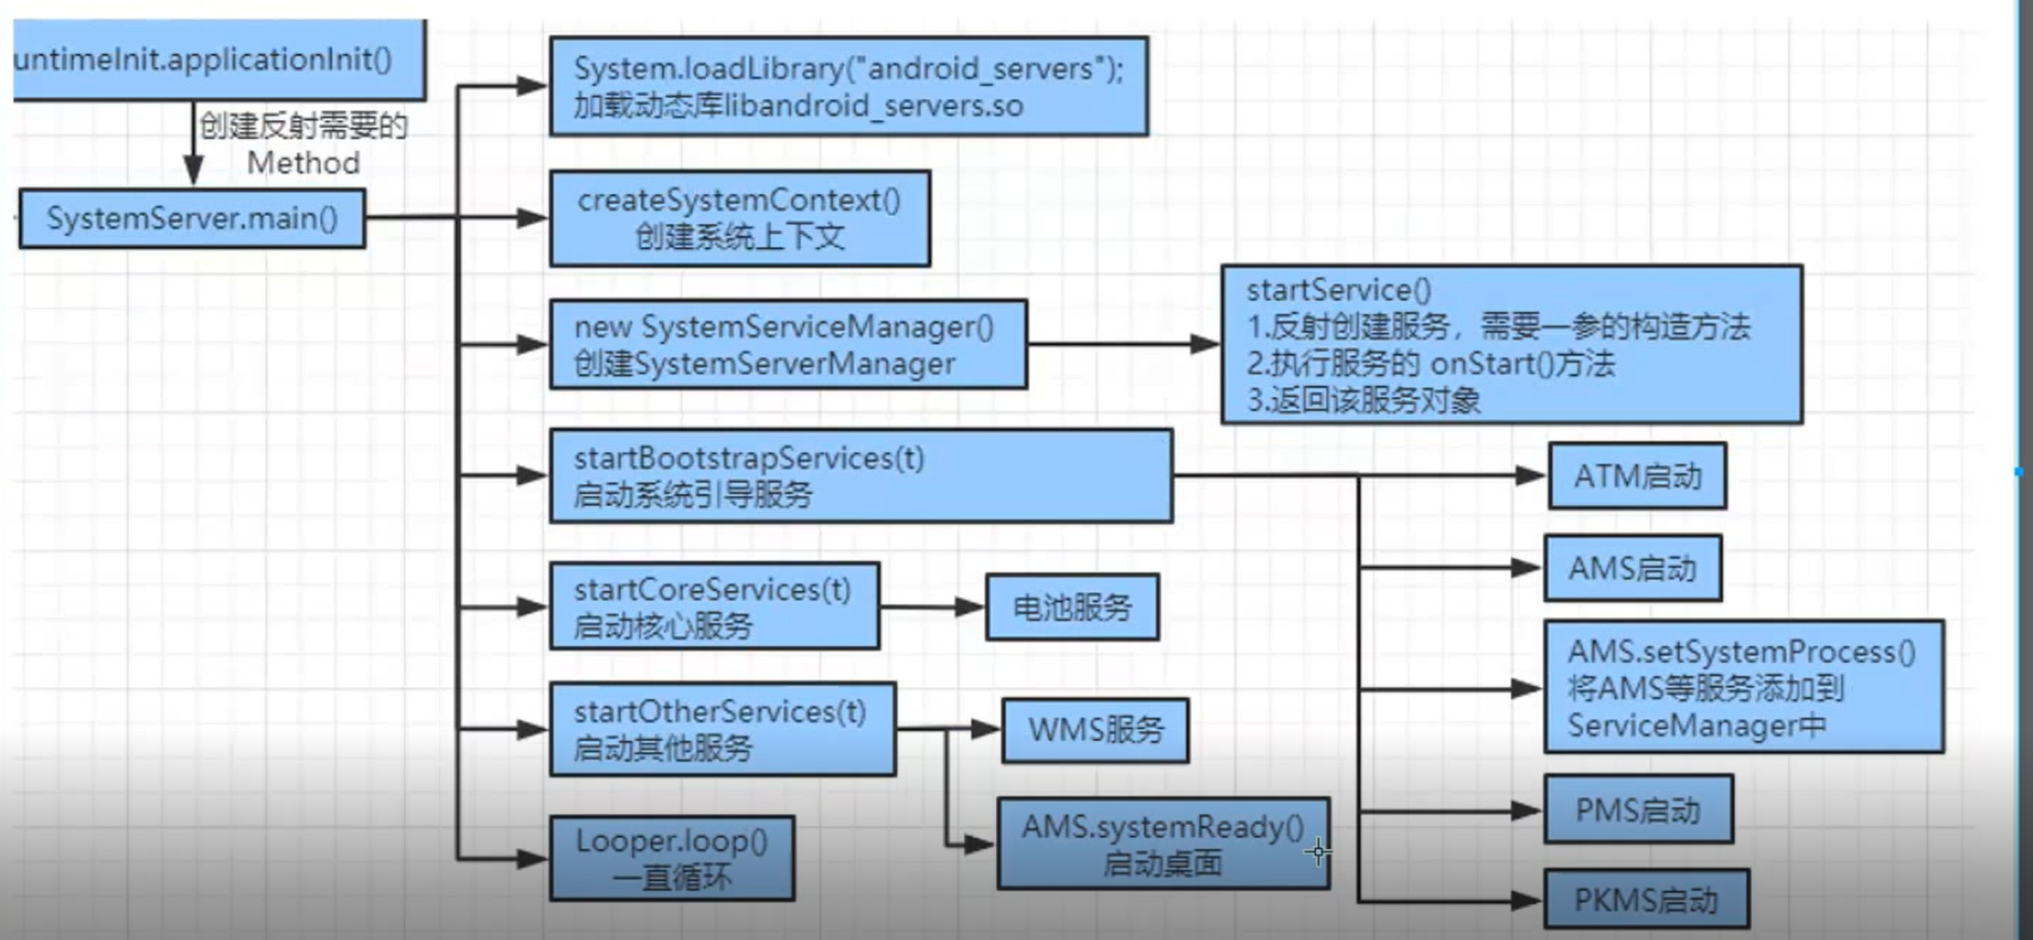 untimeInit.applicationInit()
创建反射需要的
Method
SystemServer.main()
System.loadLibrary("android_servers");
加载动态库libandroid_servers.so
createSystemContext()
创建系统上下文
new SystemServiceManager()
创建SystemServerManager
startService()
1.反射创建服务，需要一参的构造方法
2.执行服务的 onStart()方法
3.返回该服务对象
startBootstrapServices(t)
启动系统引导服务
ATM启动
AMS启动
AMS.setSystemProcess()
将AMS等服务添加到
ServiceManager中
PMS启动
PKMS启动
startCoreServices(t)
启动核心服务
电池服务
startOtherServices(t)
启动其他服务
WMS服务
AMS.systemReady()
启动桌面
Looper.loop()
一直循环